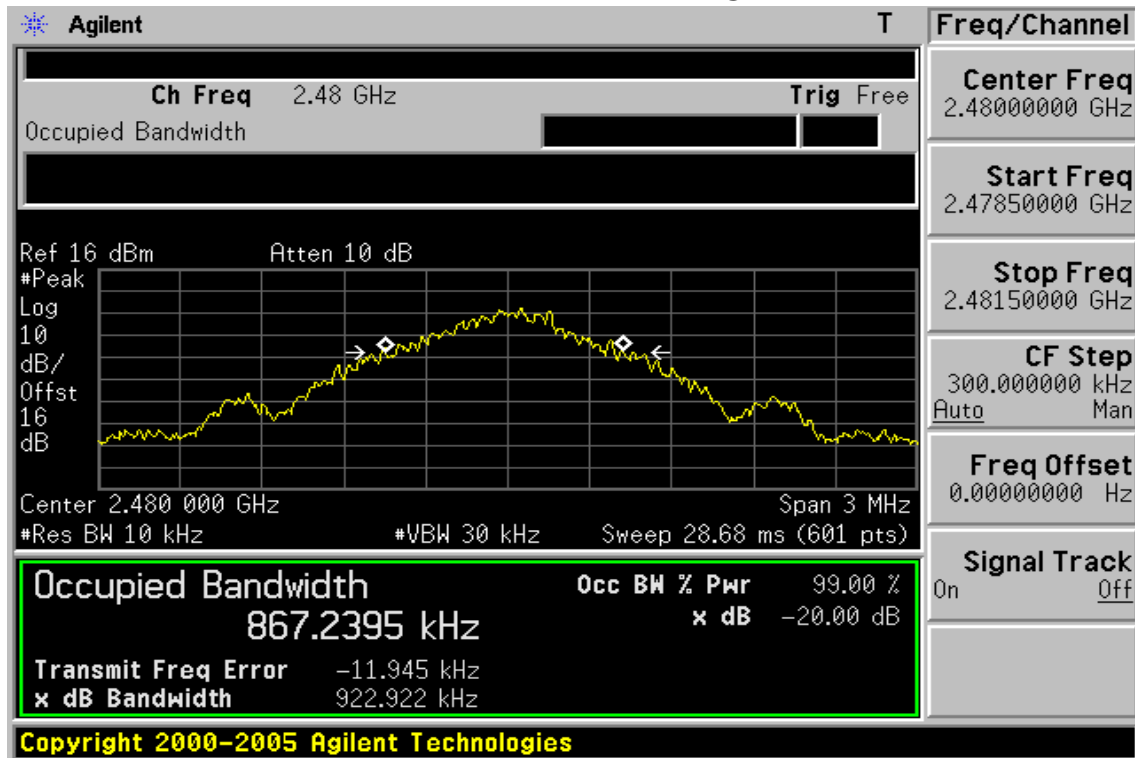 Agilent
T
Freq/Channel
Ch Freq 2.48 GHz
Trig Free
Occupied Bandwidth
Center Freq
2.48000000 GHz
Start Freq
2.47850000 GHz
Stop Freq
2.48150000 GHz
CF Step
300.000000 kHz
Auto Man
Freq Offset
0.00000000 Hz
Signal Track
On Off
Ref 16 dBm
Atten 10 dB
#Peak
Log
10
dB/
Offst
16
dB
Center 2.480 000 GHz
Span 3 MHz
#Res BW 10 kHz
#VBW 30 kHz
Sweep 28.68 ms (601 pts)
Occupied Bandwidth
867.2395 kHz
Occ BW % Pwr 99.00 %
x dB -20.00 dB
Transmit Freq Error -11.945 kHz
x dB Bandwidth 922.922 kHz
Copyright 2000-2005 Agilent Technologies